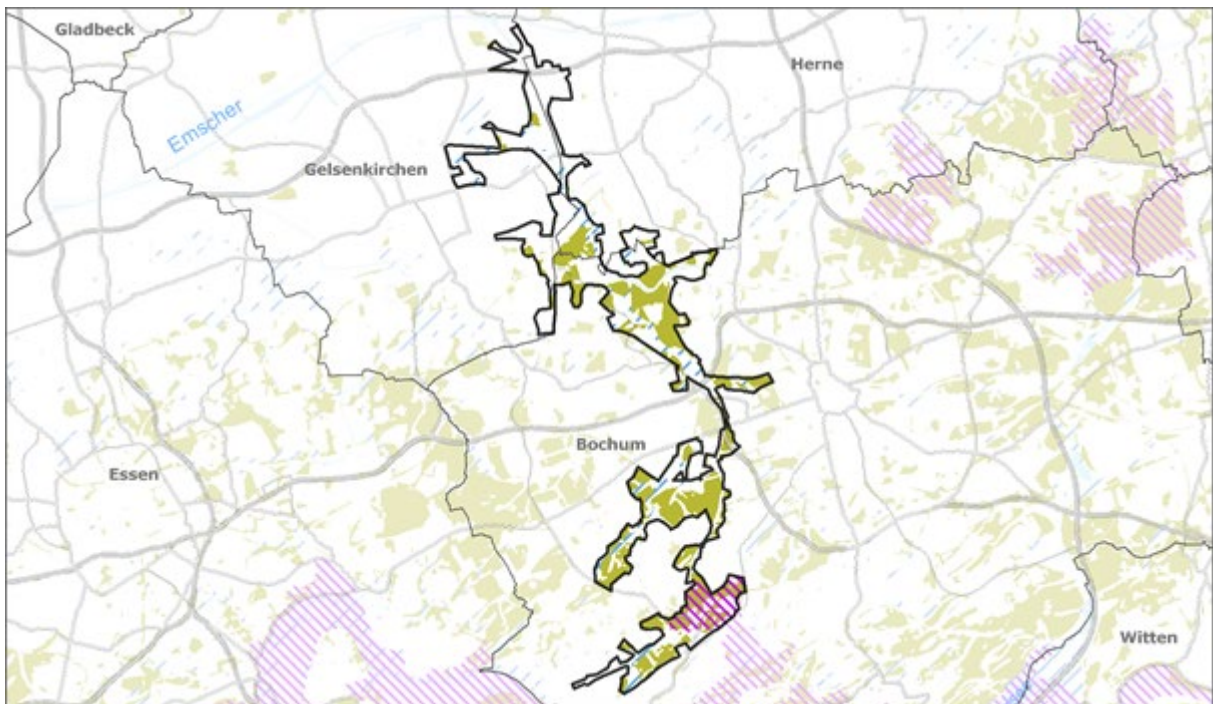 Gladbeck
Herne
Emscher
Gelsenkirchen
Bochum
Essen
Witten